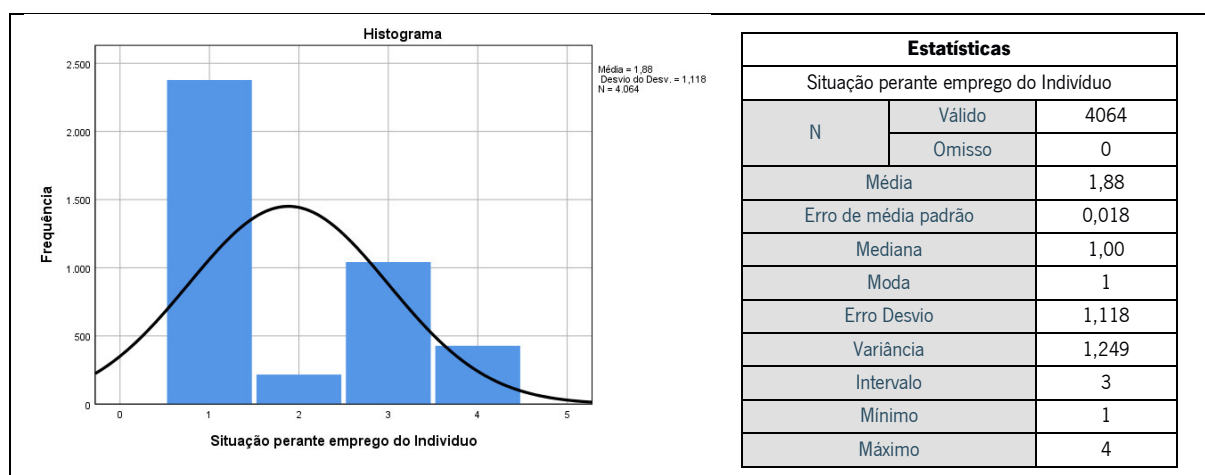 Histograma
2.500
2.000
1.500
1.000
500
0
Frequência
0 1 2 3 4 5
Situação perante emprego do Individuo
Média = 1,88
Desvio do Desv. = 1,118
N = 4.064
Estatísticas
Situação perante emprego do Indivíduo
N Válido 4064
Omisso 0
Média 1,88
Erro de média padrão 0,018
Mediana 1,00
Moda 1
Erro Desvio 1,118
Variância 1,249
Intervalo 3
Mínimo 1
Máximo 4